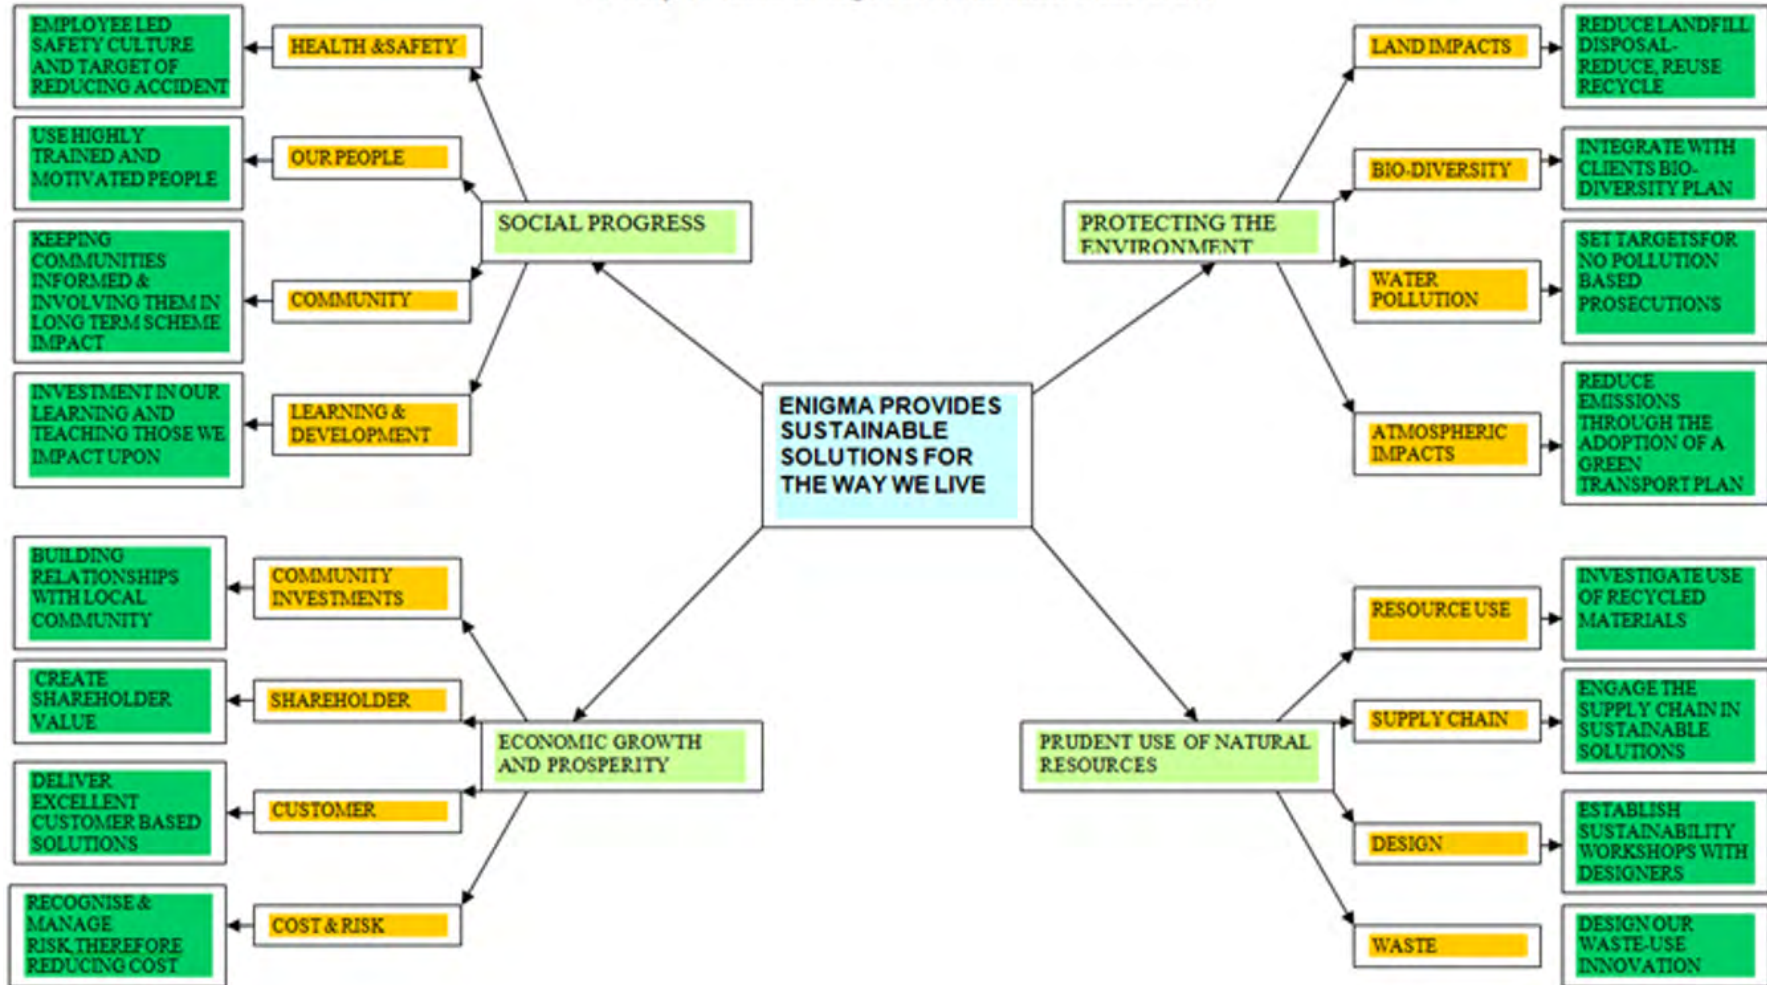 EMPLOYEE LED
SAFETY CULTURE
AND TARGET OF
REDUCING ACCIDENT
HEALTH &SAFETY
USE HIGHLY
TRAINED AND
MOTIVATED PEOPLE
OUR PEOPLE
KEEPING
COMMUNITIES
INFORMED &
INVOLVING THEM IN
LONG TERM SCHEME
IMPACT
COMMUNITY
INVESTMENT IN OUR
LEARNING AND
TEACHING THOSE WE
IMPACT UPON
LEARNING &
DEVELOPMENT
SOCIAL PROGRESS
PROTECTING THE
ENVIRONMENT
LAND IMPACTS
REDUCE LANDFILL
DISPOSAL-
REDUCE, REUSE
RECYCLE
BIO-DIVERSITY
INTEGRATE WITH
CLIENTS BIO-
DIVERSITY PLAN
WATER
POLLUTION
SET TARGETS FOR
NO POLLUTION
BASED
PROSECUTIONS
ATMOSPHERIC
IMPACTS
REDUCE
EMISSIONS
THROUGH THE
ADOPTION OF A
GREEN
TRANSPORT PLAN
ENIGMA PROVIDES
SUSTAINABLE
SOLUTIONS FOR
THE WAY WE LIVE
BUILDING
RELATIONSHIPS
WITH LOCAL
COMMUNITY
COMMUNITY
INVESTMENTS
CREATE
SHAREHOLDER
VALUE
SHAREHOLDER
DELIVER
EXCELLENT
CUSTOMER BASED
SOLUTIONS
CUSTOMER
RECOGNISE &
MANAGE
RISK,THEREFORE
REDUCING COST
COST & RISK
ECONOMIC GROWTH
AND PROSPERITY
PRUDENT USE OF NATURAL
RESOURCES
RESOURCE USE
INVESTIGATE USE
OF RECYCLED
MATERIALS
SUPPLY CHAIN
ENGAGE THE
SUPPLY CHAIN IN
SUSTAINABLE
SOLUTIONS
DESIGN
ESTABLISH
SUSTAINABILITY
WORKSHOPS WITH
DESIGNERS
WASTE
DESIGN OUR
WASTE-USE
INNOVATION